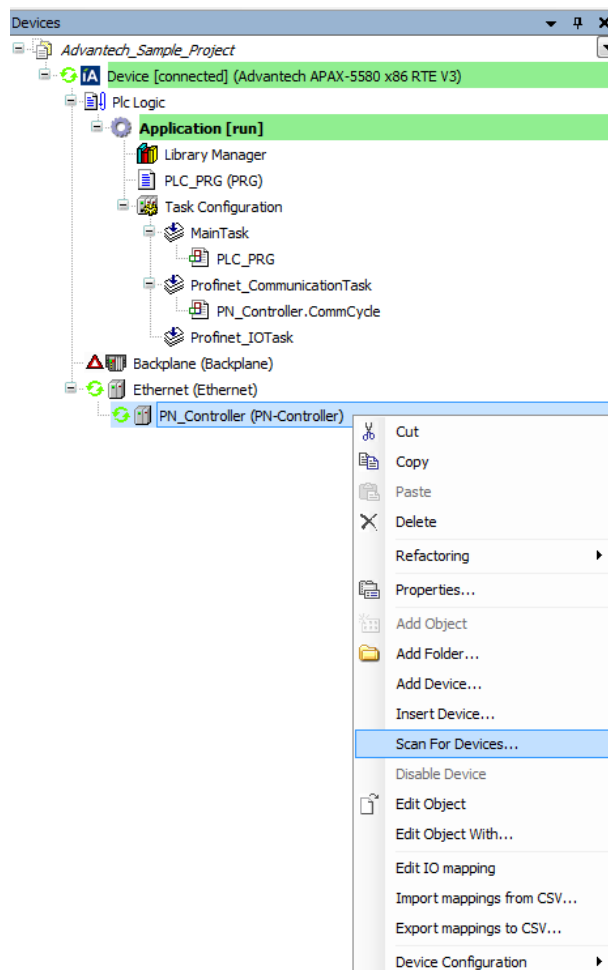 Devices
Advantech_Sample_Project
iA Device [connected] (Advantech APAX-5580 x86 RTE V3)
Plc Logic
Application [run]
Library Manager
PLC_PRG (PRG)
Task Configuration
MainTask
PLC_PRG
Profinet_CommunicationTask
PN_Controller.CommCycle
Profinet_IOTask
Backplane (Backplane)
Ethernet (Ethernet)
PN_Controller (PN-Controller)
Cut
Copy
Paste
Delete
Refactoring
Properties...
Add Object
Add Folder...
Add Device...
Insert Device...
Scan For Devices...
Disable Device
Edit Object
Edit Object With...
Edit IO mapping
Import mappings from CSV...
Export mappings to CSV...
Device Configuration